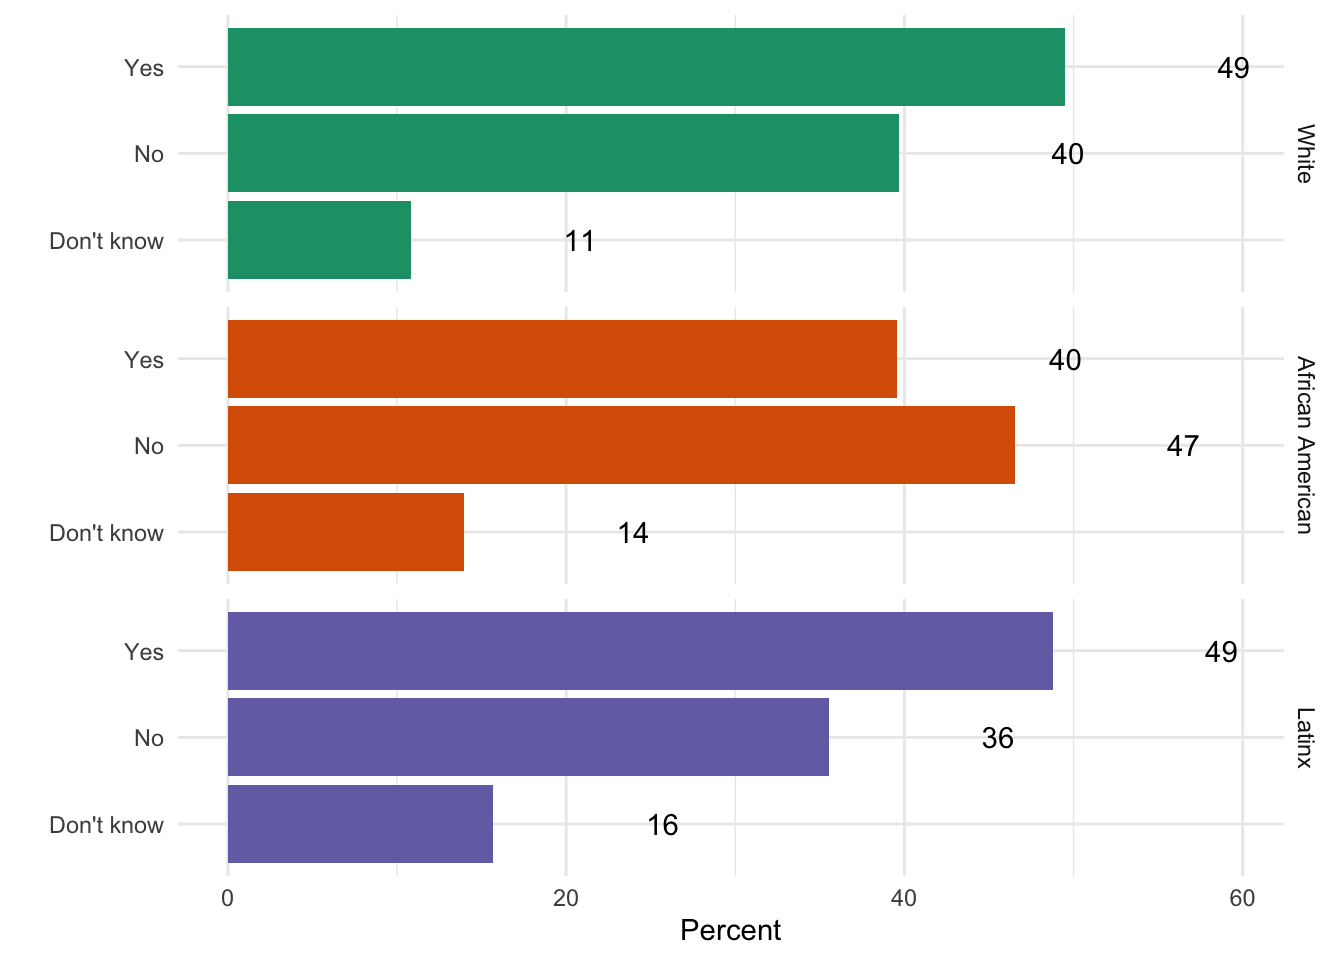 Yes 49
No 40
Don't know 11
White
Yes 40
No 47
Don't know 14
African American
Yes 49
No 36
Don't know 16
Latinx
0 20 40 60
Percent